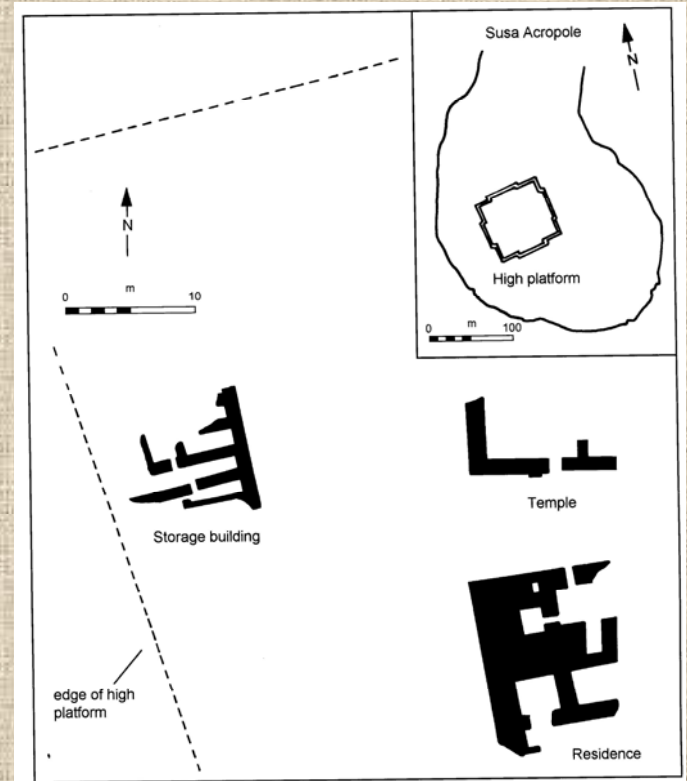 Susa Acropole
N
High platform
0 m 100
N
0 m 10
Storage building
Temple
edge of high
platform
Residence